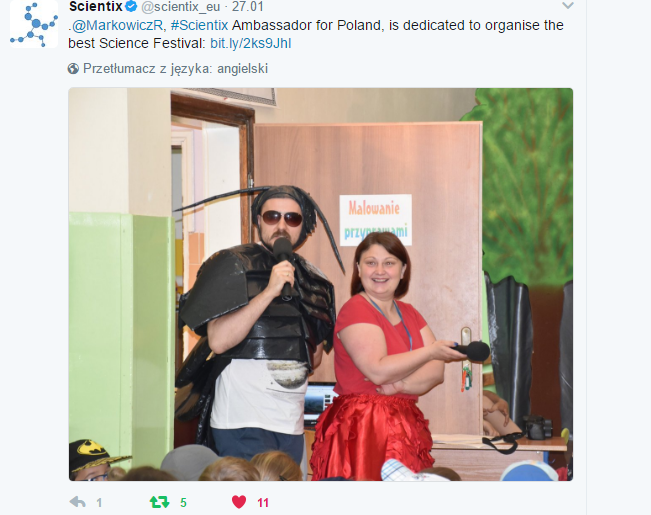 Scientix @scientix_eu · 27.01
.@MarkowiczR, #Scientix Ambassador for Poland, is dedicated to organise the
best Science Festival: bit.ly/2ks9Jhl
Przetłumacz z języka: angielski
Malowanie
przyprawami
1 5 11